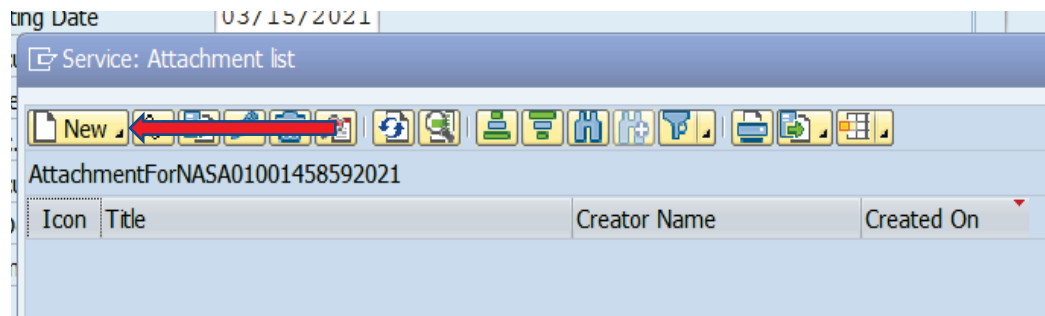 ting Date 03/15/2021
Service: Attachment list
New
AttachmentForNASA01001458592021
Icon Title Creator Name Created On